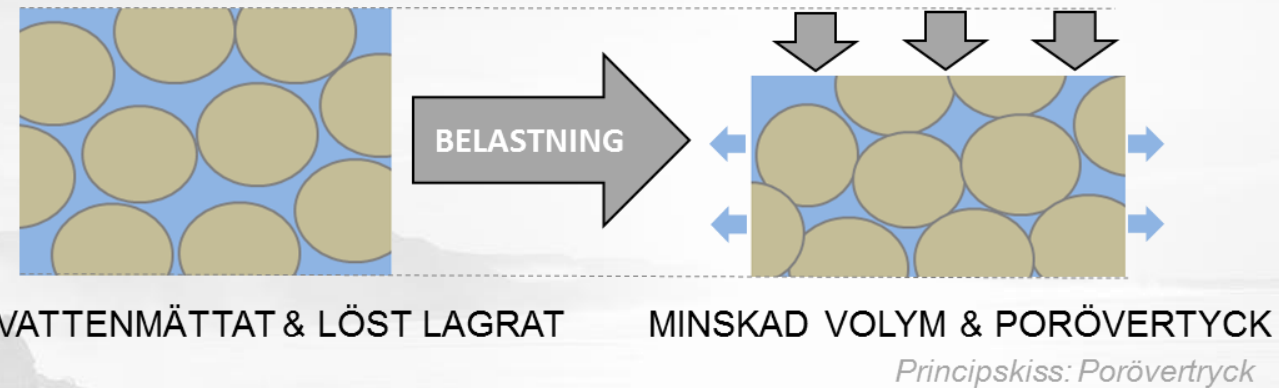 BELASTNING
VATTENMÄTTAT & LÖST LAGRAT
MINSKAD VOLYM & PORÖVERTYCK
Principskiss: Porövertryck